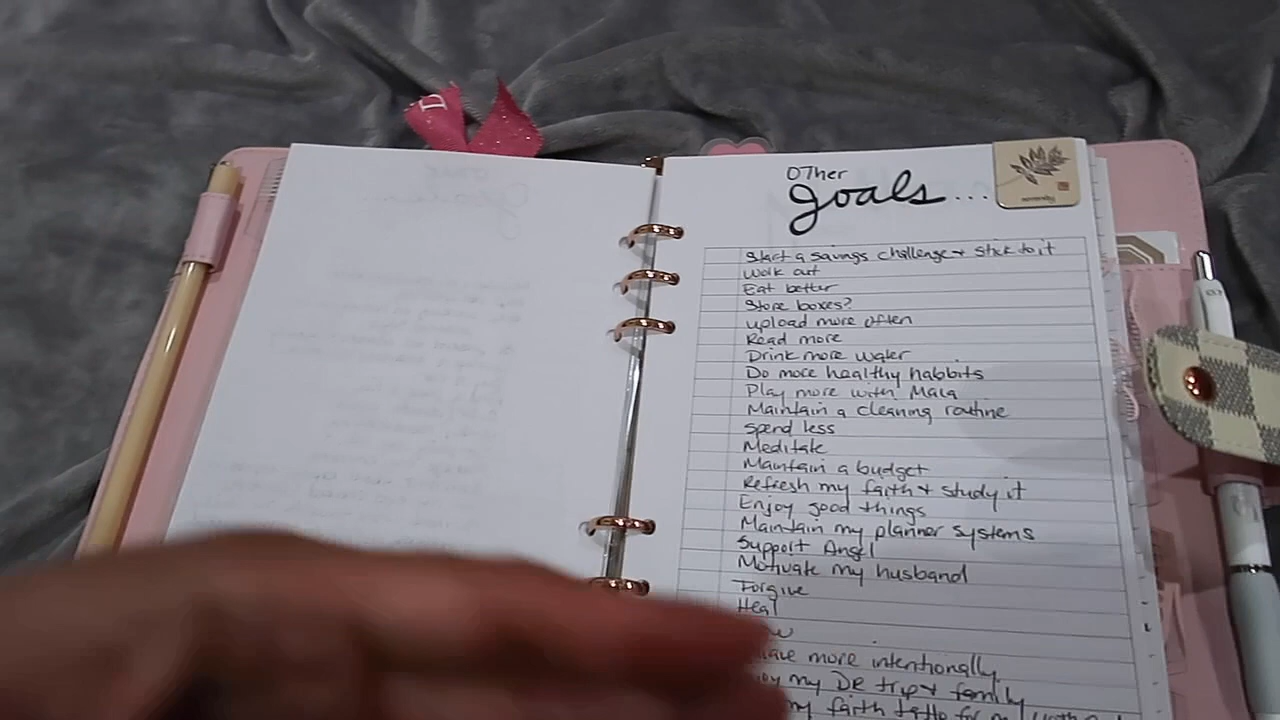 OTher
goals...
Start a savings challenge + stick to it
Work out
Eat better
Store boxes?
upload more often
Read more
Drink more water
Do more healthy habbits
Play more with Mala
Maintain a cleaning routine
Spend less
Meditate
Maintain a budget
Refresh my faith + study it
Enjoy good things
Maintain my planner systems
Support Angel
Motivate my husband
Forgive
Heal
more intentionally
my DR trip + family
my faith